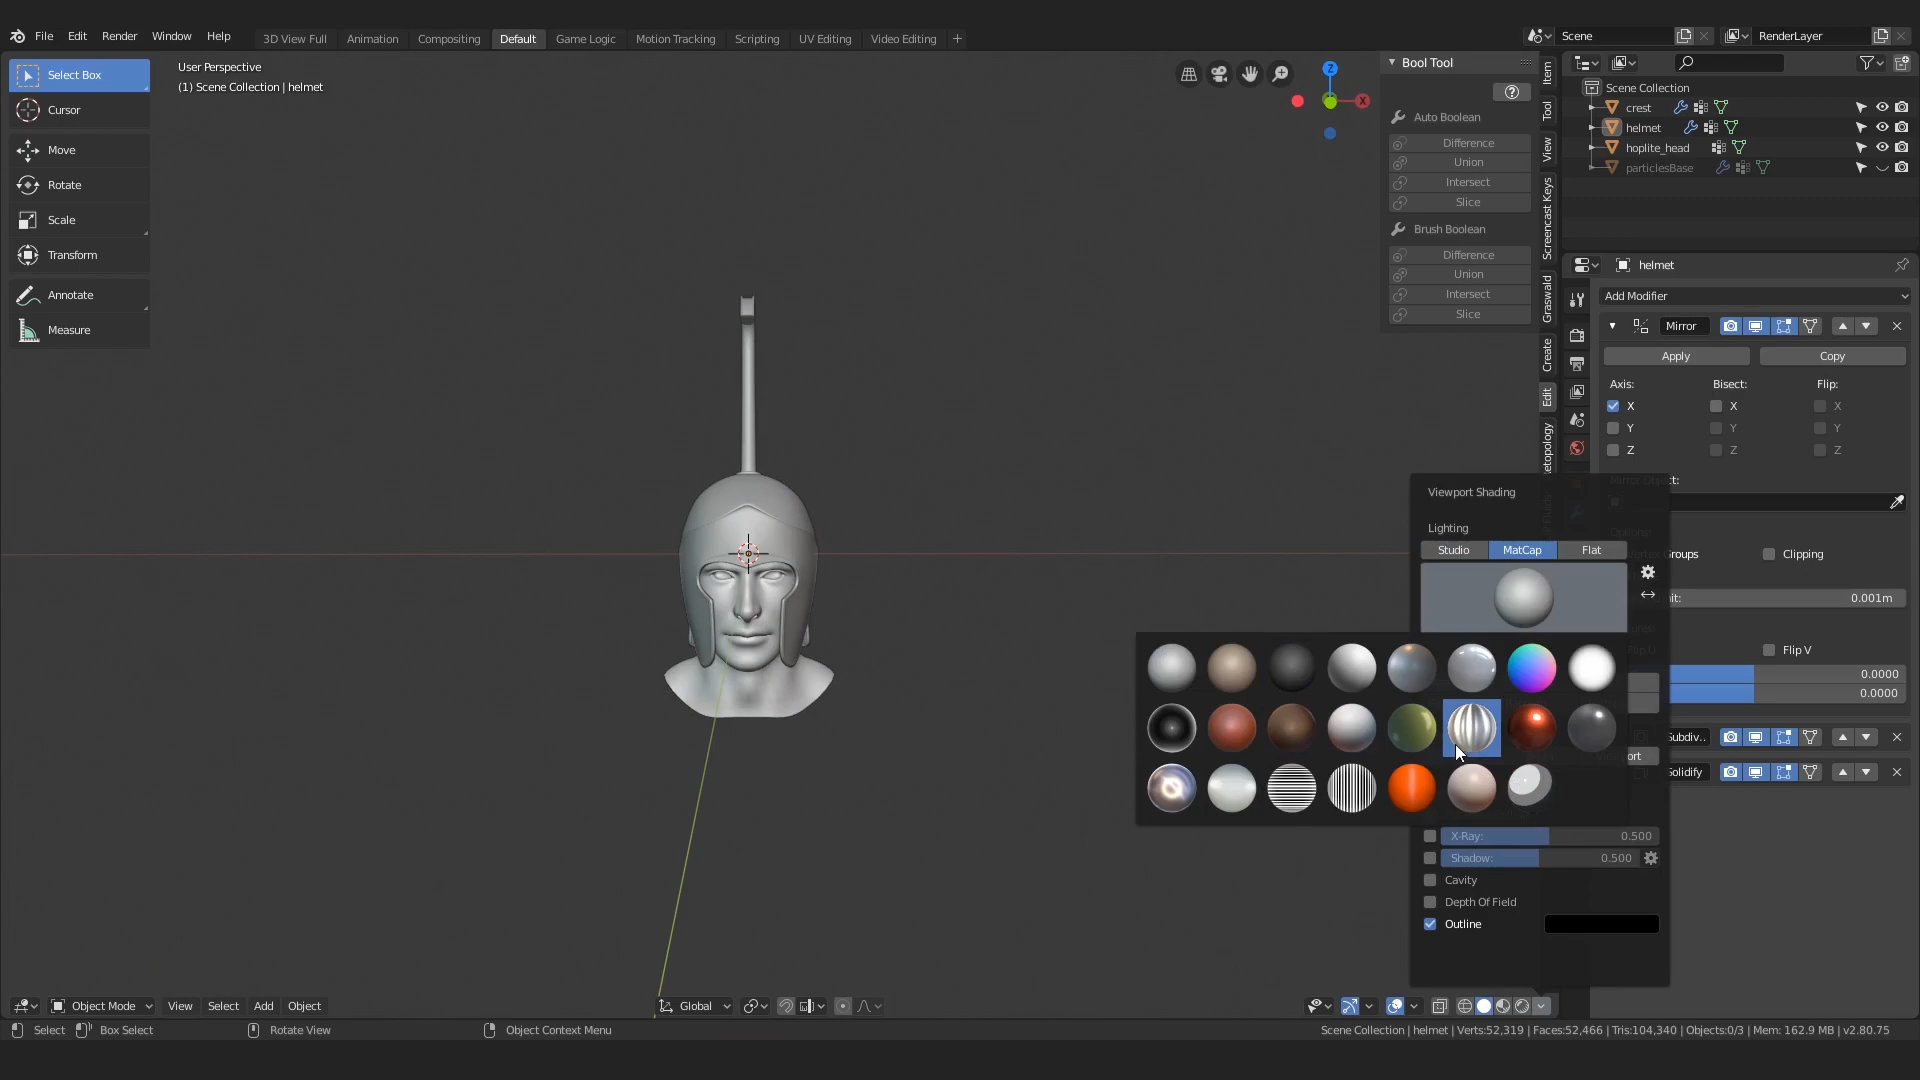 File Edit Render Window Help
3D View Full Animation Compositing Default Game Logic Motion Tracking Scripting UV Editing Video Editing +
Scene
RenderLayer
Select Box
Cursor
Move
Rotate
Scale
Transform
Annotate
Measure
User Perspective
(1) Scene Collection | helmet
Z
X
Bool Tool
Auto Boolean
Difference
Union
Intersect
Slice
Brush Boolean
Difference
Union
Intersect
Slice
Item
Tool
View
Screencast Keys
Graswald
Create
Edit
Retopology
Scene Collection
crest
helmet
hoplite_head
particlesBase
helmet
Add Modifier
Mirror
Apply Copy
Axis: Bisect: Flip:
X X X
Y Y Y
Z Z Z
Groups Clipping
0.001m
Flip V
0.0000
0.0000
Subdiv..
Solidify
Viewport Shading
Lighting
Studio MatCap Flat
X-Ray: 0.500
Shadow: 0.500
Cavity
Depth Of Field
Outline
Object Mode View Select Add Object
Global
Select Box Select Rotate View Object Context Menu
Scene Collection | helmet | Verts:52,319 | Faces:52,466 | Tris:104,340 | Objects:0/3 | Mem: 162.9 MB | v2.80.75